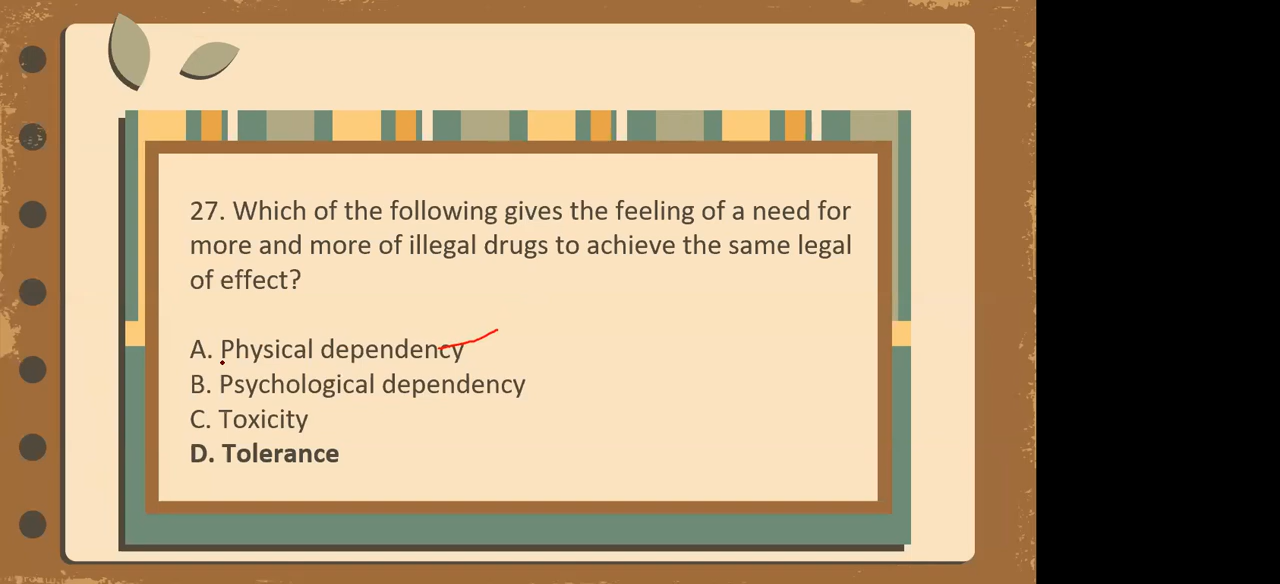 27. Which of the following gives the feeling of a need for
more and more of illegal drugs to achieve the same legal
of effect?
A. Physical dependency
B. Psychological dependency
C. Toxicity
D. Tolerance